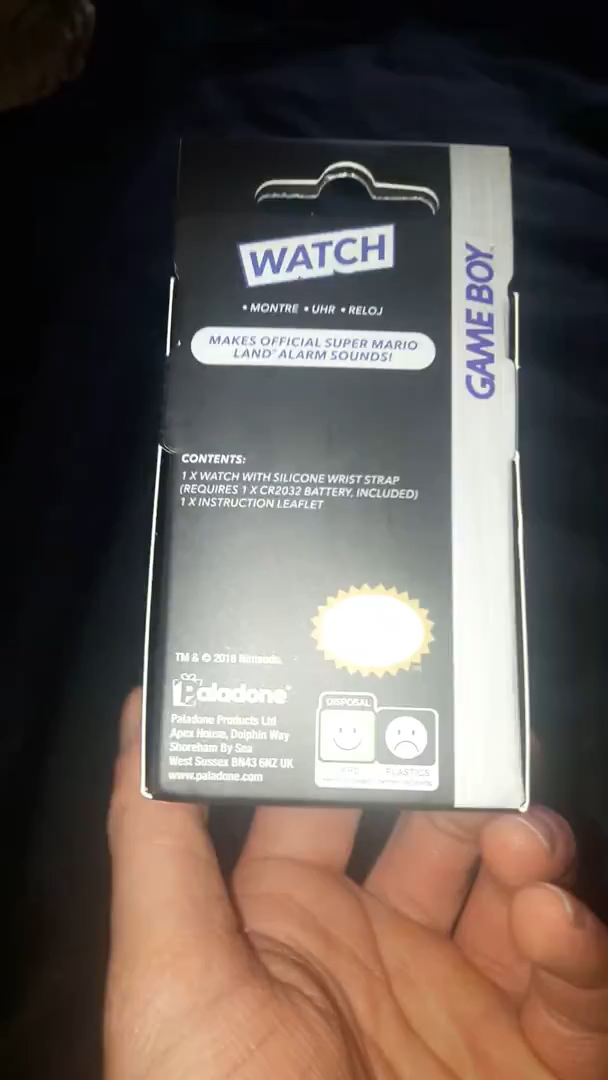 WATCH
• MONTRE • UHR • RELOJ
MAKES OFFICIAL SUPER MARIO
LAND™ ALARM SOUNDS!
GAME BOY™
CONTENTS:
1 X WATCH WITH SILICONE WRIST STRAP
(REQUIRES 1 X CR2032 BATTERY, INCLUDED)
1 X INSTRUCTION LEAFLET
TM & © 2016 Nintendo.
Paladone®
Paladone Products Ltd
Apex House, Dolphin Way
Shoreham By Sea
West Sussex BN43 6NZ UK
www.paladone.com
DISPOSAL
PLASTICS